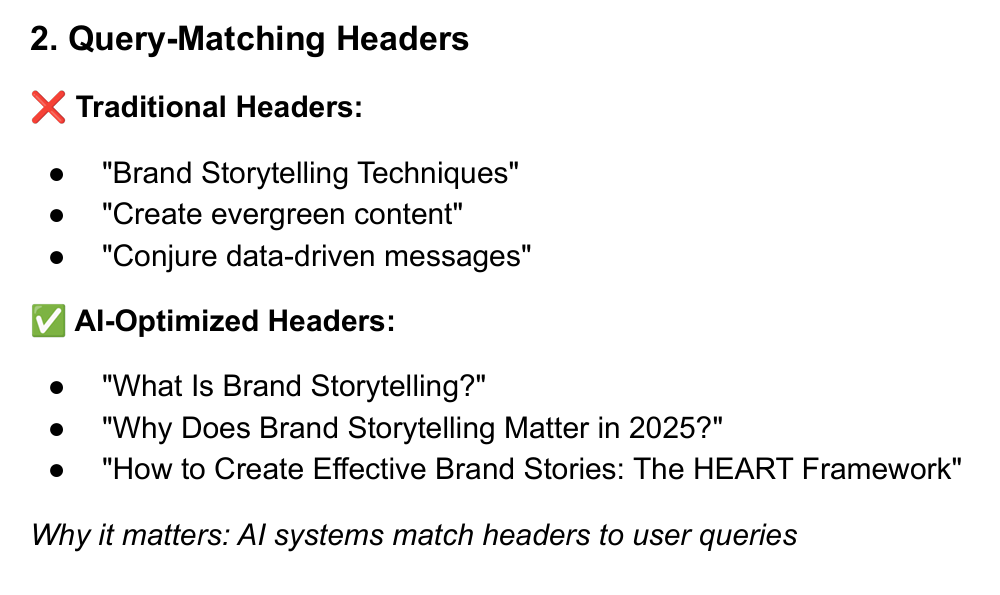 2. Query-Matching Headers
❌ Traditional Headers:
● "Brand Storytelling Techniques"
● "Create evergreen content"
● "Conjure data-driven messages"
✅ AI-Optimized Headers:
● "What Is Brand Storytelling?"
● "Why Does Brand Storytelling Matter in 2025?"
● "How to Create Effective Brand Stories: The HEART Framework"
Why it matters: AI systems match headers to user queries